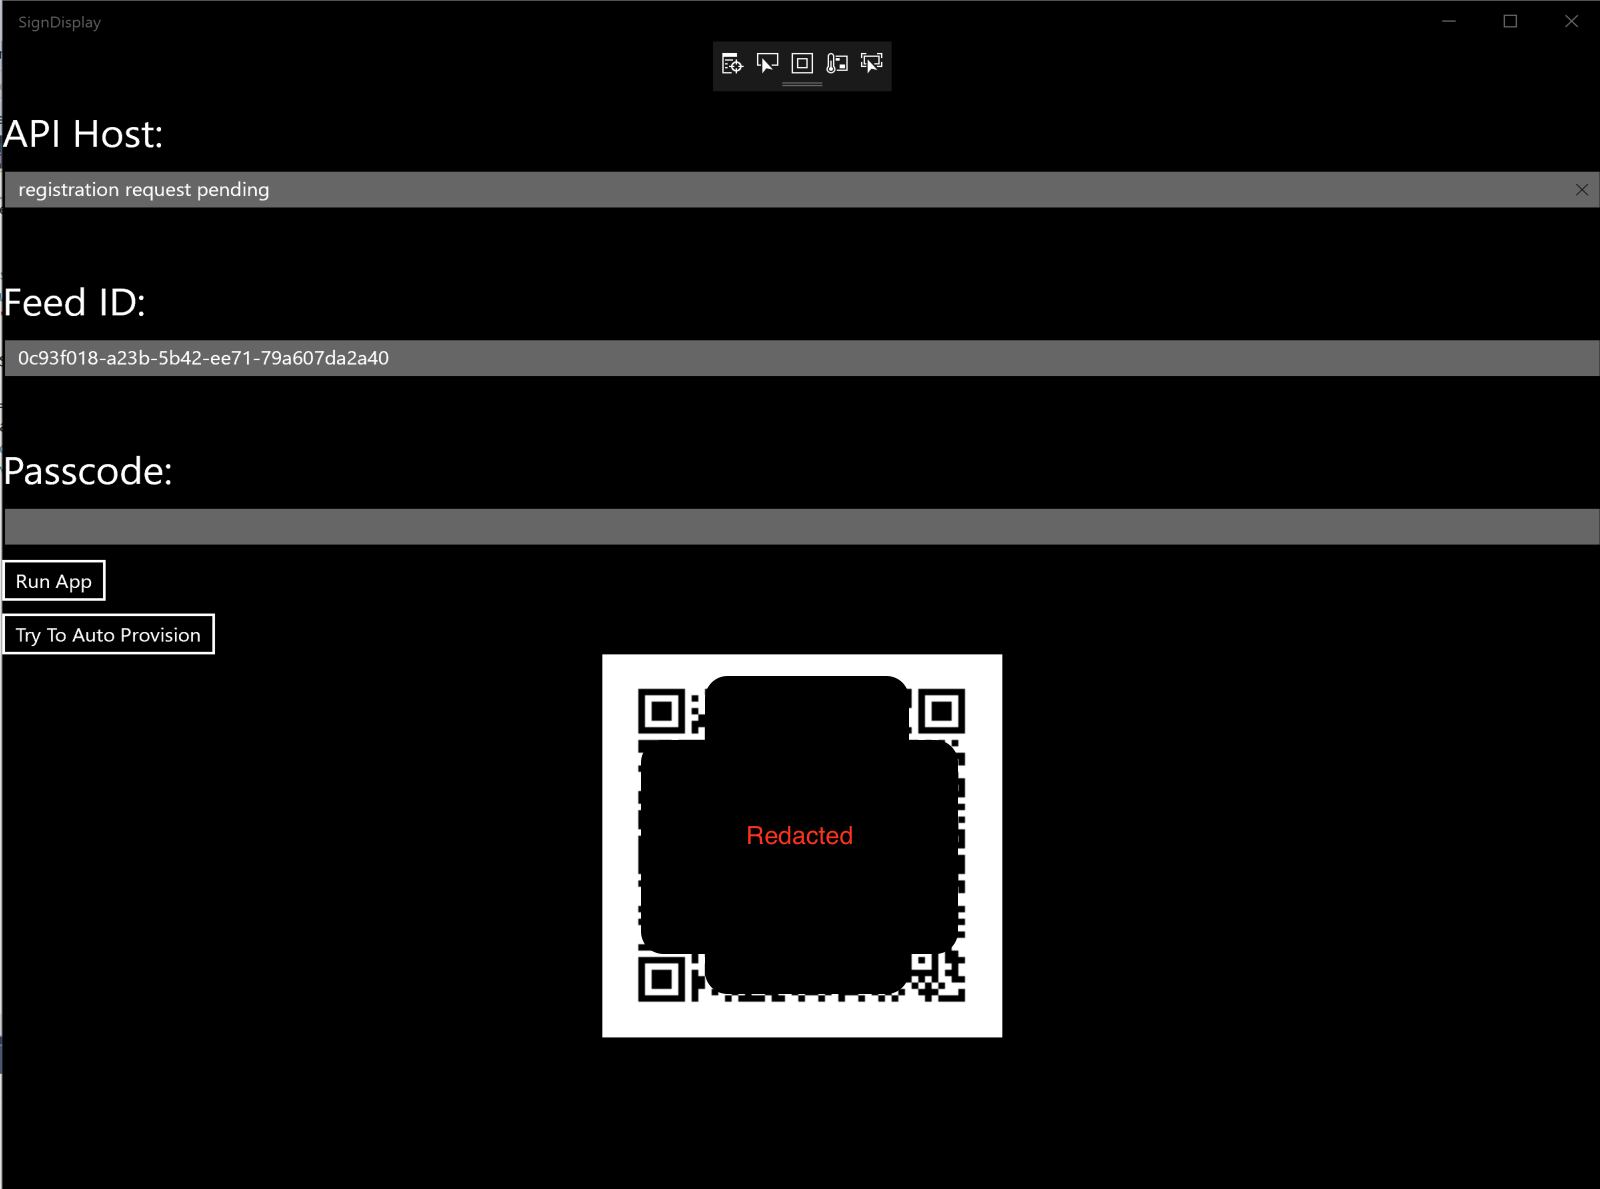 SignDisplay
API Host:
registration request pending
Feed ID:
0c93f018-a23b-5b42-ee71-79a607da2a40
Passcode:
Run App
Try To Auto Provision
Redacted